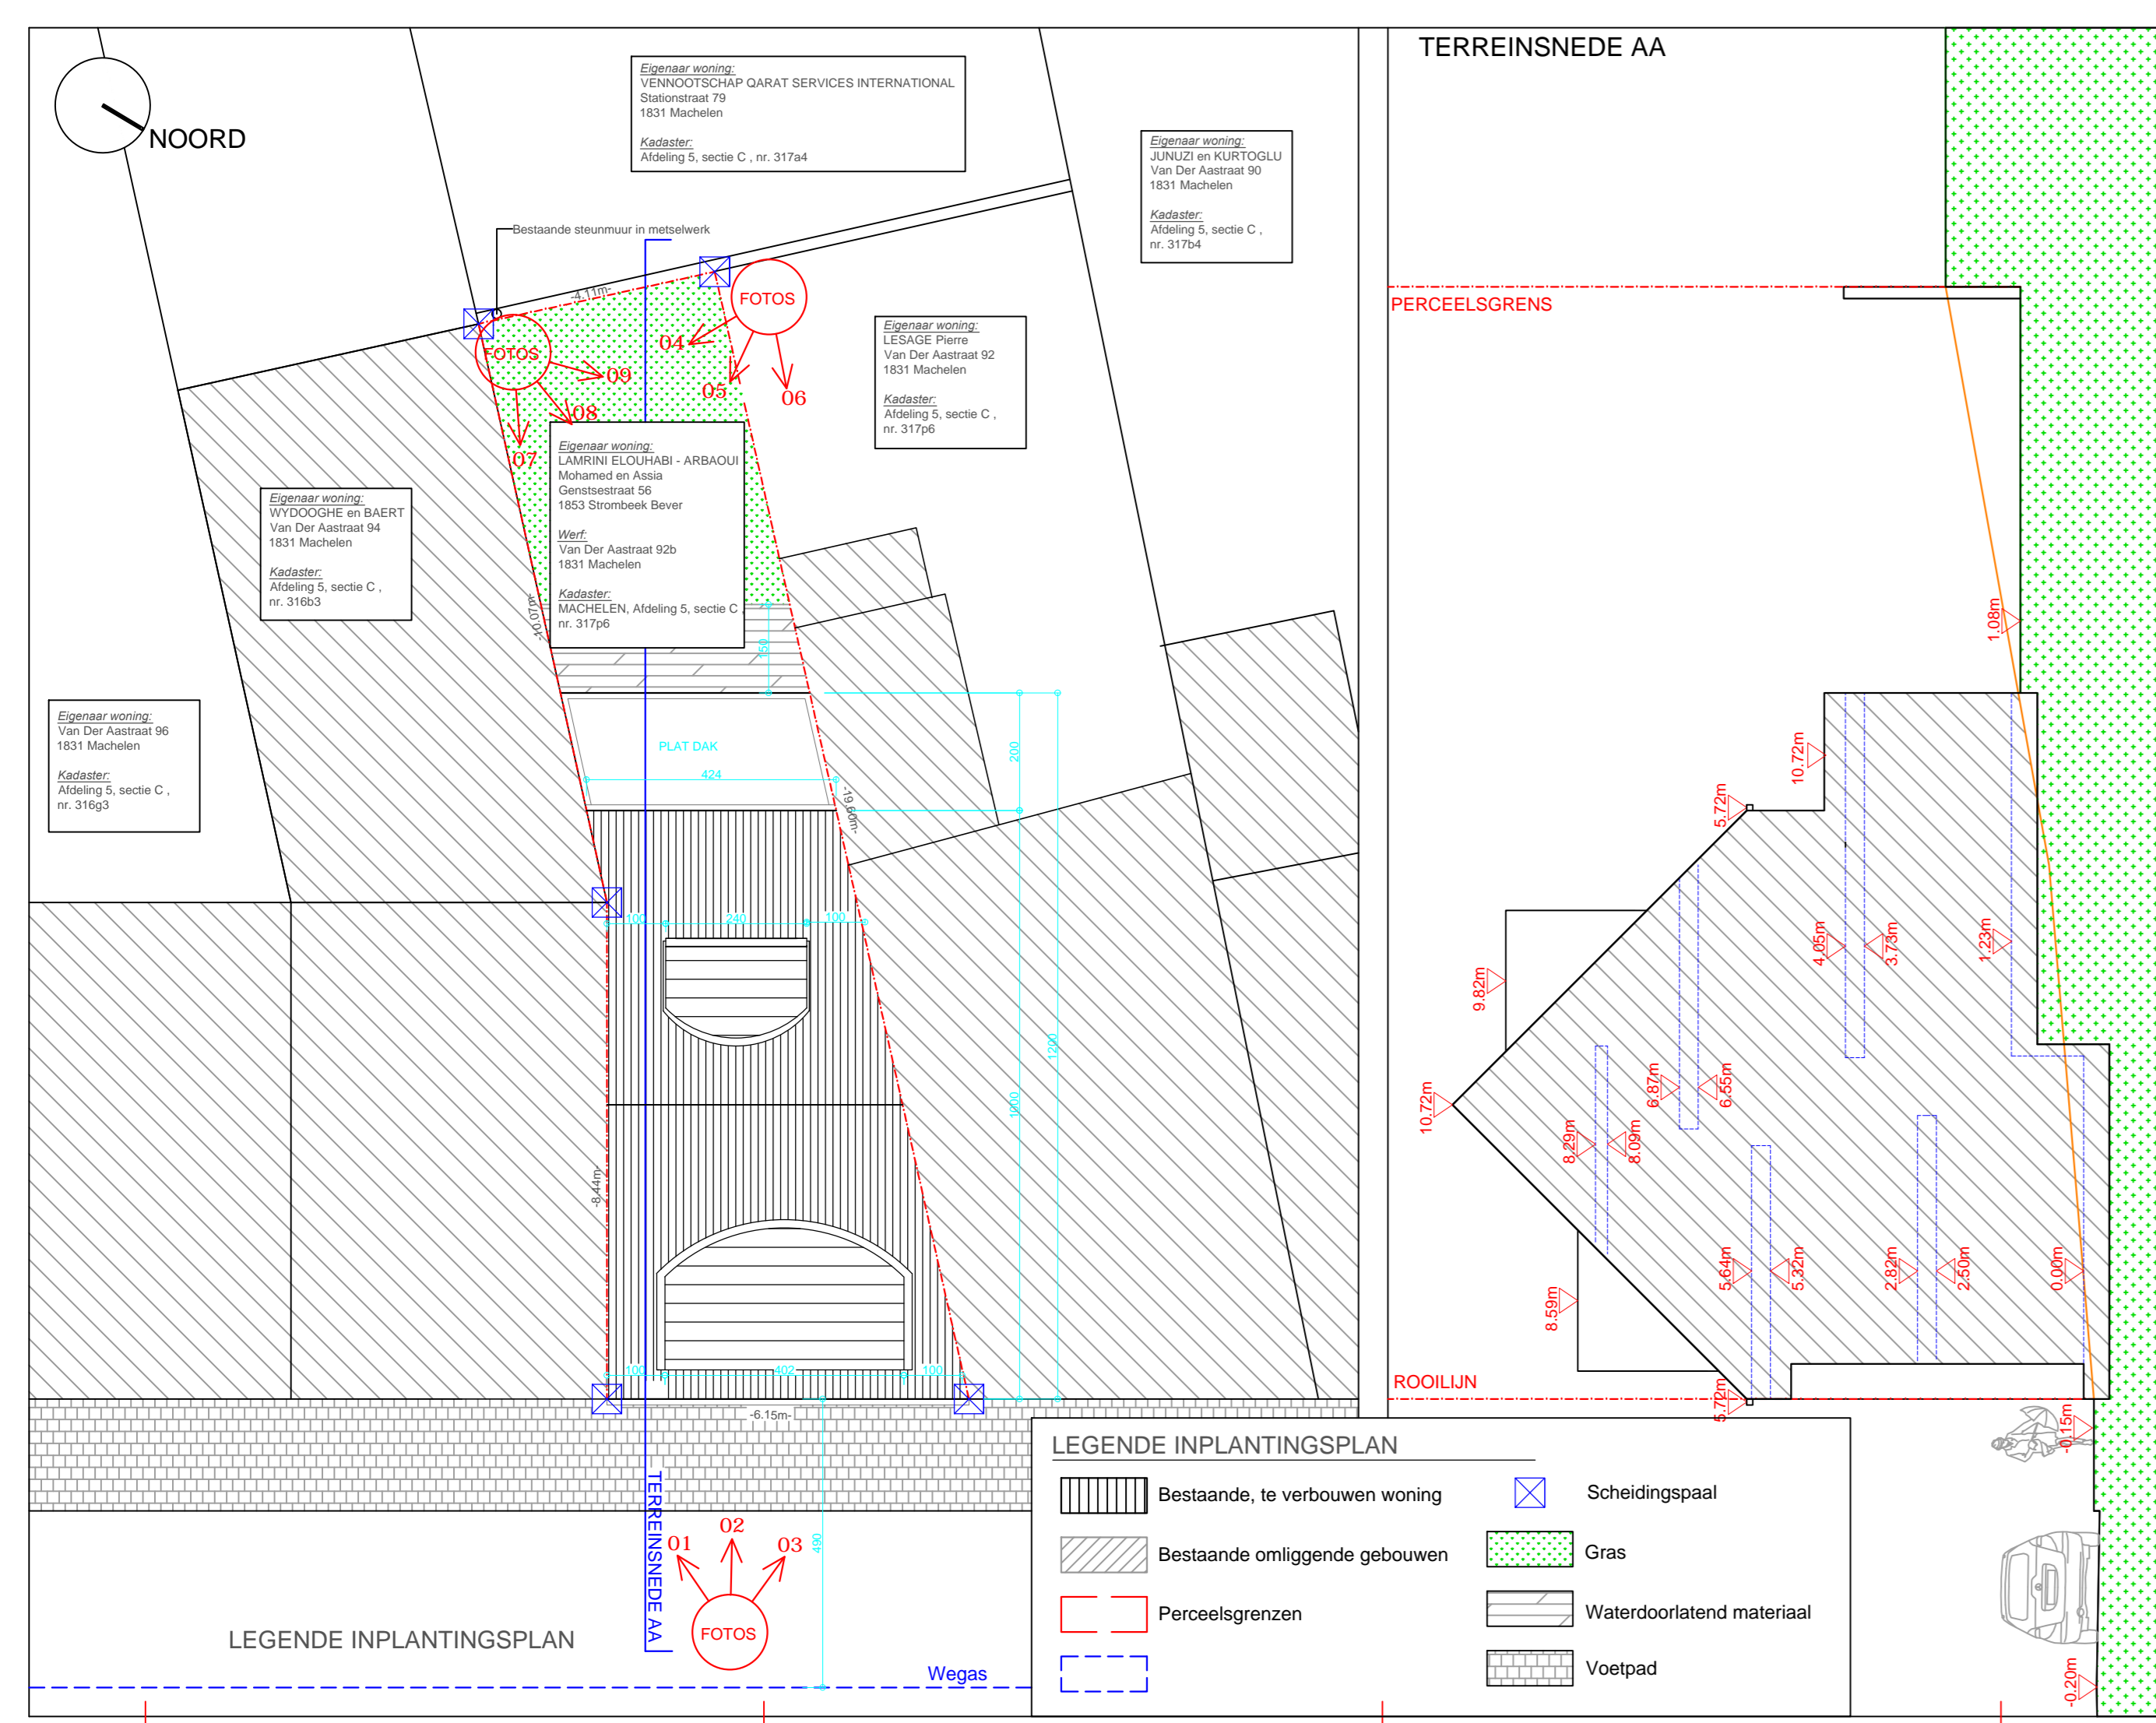 NOORD
Eigenaar woning:
VENNOOTSCHAP QARAT SERVICES INTERNATIONAL
Stationstraat 79
1831 Machelen
Kadaster:
Afdeling 5, sectie C , nr. 317a4
Eigenaar woning:
JUNUZI en KURTOGLU
Van Der Aastraat 90
1831 Machelen
Kadaster:
Afdeling 5, sectie C ,
nr. 317b4
Bestaande steunmuur in metselwerk
-4.11m-
FOTOS
04
05
06
FOTOS
09
08
07
Eigenaar woning:
LESAGE Pierre
Van Der Aastraat 92
1831 Machelen
Kadaster:
Afdeling 5, sectie C ,
nr. 317p6
Eigenaar woning:
LAMRINI ELOUHABI - ARBAOUI
Mohamed en Assia
Genstsestraat 56
1853 Strombeek Bever
Werf:
Van Der Aastraat 92b
1831 Machelen
Kadaster:
MACHELEN, Afdeling 5, sectie C
nr. 317p6
Eigenaar woning:
WYDOOGHE en BAERT
Van Der Aastraat 94
1831 Machelen
Kadaster:
Afdeling 5, sectie C ,
nr. 316b3
Eigenaar woning:
Van Der Aastraat 96
1831 Machelen
Kadaster:
Afdeling 5, sectie C ,
nr. 316g3
-10.07m-
150
PLAT DAK
424
200
-19.60m-
100
240
100
1200
1000
-8.44m-
100
402
100
-6.15m-
490
TERREINSNEDE AA
01
02
03
FOTOS
LEGENDE INPLANTINGSPLAN
Wegas
TERREINSNEDE AA
PERCEELSGRENS
1.08m
10.72m
5.72m
4.05m
3.73m
1.23m
9.82m
6.87m
6.55m
10.72m
8.29m
8.09m
5.64m
5.32m
2.82m
2.50m
0.00m
8.59m
ROOILIJN
5.72m
-0.15m
-0.20m
LEGENDE INPLANTINGSPLAN
Bestaande, te verbouwen woning
Scheidingspaal
Bestaande omliggende gebouwen
Gras
Perceelsgrenzen
Waterdoorlatend materiaal
Voetpad